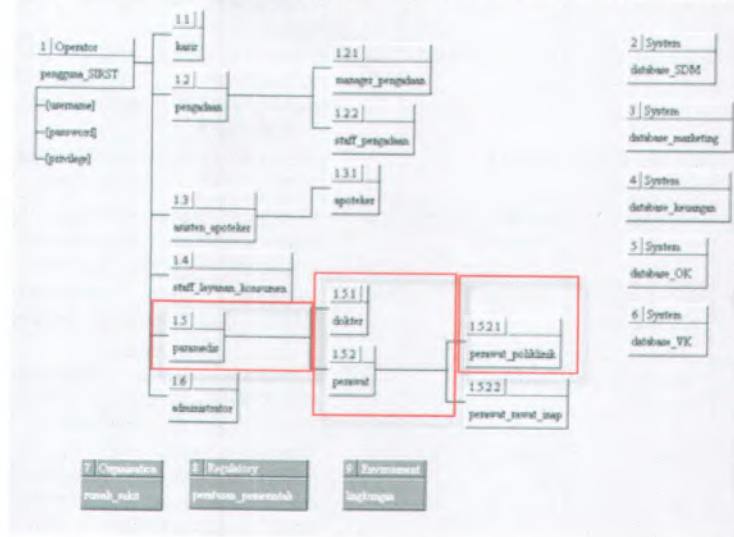 1 Operator
pengguna_SIRST
[username]
[password]
[privilege]
1.1
kasir
1.2
pengadaan
1.2.1
manager_pengadaan
1.2.2
staff_pengadaan
1.3
asisten_apoteker
1.3.1
apoteker
1.4
staff_layanan_konsumen
1.5
paramedis
1.5.1
dokter
1.5.2
perawat
1.5.2.1
perawat_poliklinik
1.5.2.2
perawat_rawat_inap
1.6
administrator
2 System
database_SDM
3 System
database_marketing
4 System
database_keuangan
5 System
database_OK
6 System
database_VK
7 Organisation
rumah_sakit
8 Regulatory
peraturan_pemerintah
9 Environment
lingkungan